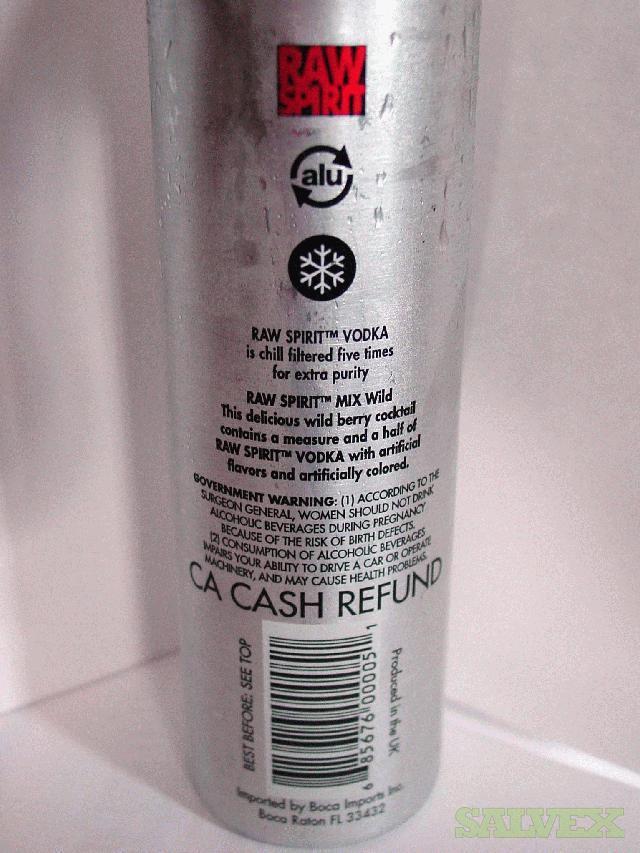 RAW
SPIRIT
alu
RAW SPIRIT™ VODKA
is chill filtered five times
for extra purity
RAW SPIRIT™ MIX Wild
This delicious wild berry cocktail
contains a measure and a half of
RAW SPIRIT™ VODKA with artificial
flavors and artificially colored.
GOVERNMENT WARNING: (1) ACCORDING TO THE
SURGEON GENERAL, WOMEN SHOULD NOT DRINK
ALCOHOLIC BEVERAGES DURING PREGNANCY
BECAUSE OF THE RISK OF BIRTH DEFECTS.
(2) CONSUMPTION OF ALCOHOLIC BEVERAGES
IMPAIRS YOUR ABILITY TO DRIVE A CAR OR OPERATE
MACHINERY, AND MAY CAUSE HEALTH PROBLEMS.
CA CASH REFUND
BEST BEFORE: SEE TOP
6 85676 00005 1
Produced in the UK
Imported by Boca Imports Inc.
Boca Raton FL 33432
SALVEX